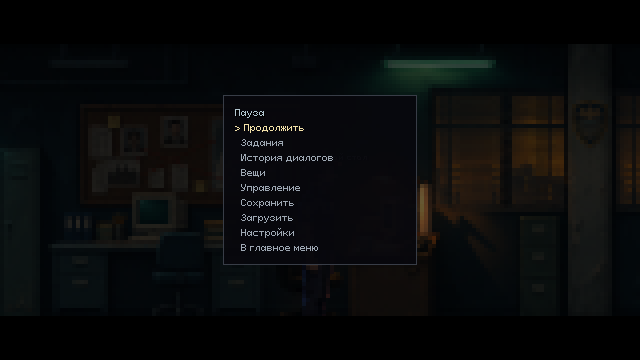 Пауза
> Продолжить
Задания
История диалогов
Вещи
Управление
Сохранить
Загрузить
Настройки
В главное меню